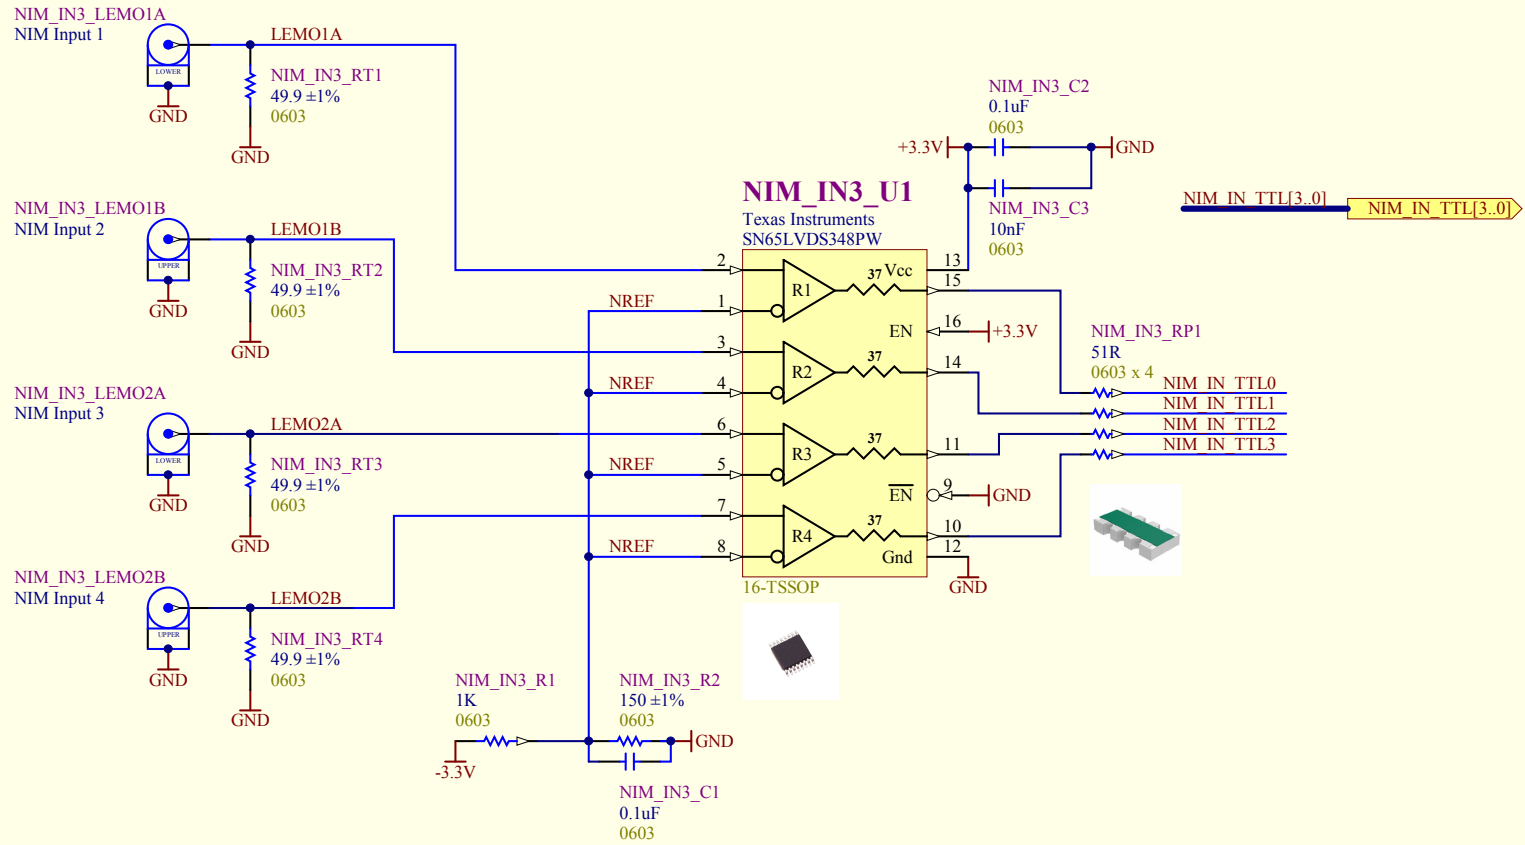 NIM_IN3_LEMO1A
NIM Input 1
LOWER
GND
LEMO1A
NIM_IN3_RT1
49.9 ±1%
0603
GND
NIM_IN3_LEMO1B
NIM Input 2
UPPER
GND
LEMO1B
NIM_IN3_RT2
49.9 ±1%
0603
GND
NIM_IN3_LEMO2A
NIM Input 3
LOWER
GND
LEMO2A
NIM_IN3_RT3
49.9 ±1%
0603
GND
NIM_IN3_LEMO2B
NIM Input 4
UPPER
GND
LEMO2B
NIM_IN3_RT4
49.9 ±1%
0603
GND
NIM_IN3_R1
1K
0603
-3.3V
NIM_IN3_R2
150 ±1%
0603
GND
NIM_IN3_C1
0.1uF
0603
NREF
NREF
NREF
NREF
NIM_IN3_U1
Texas Instruments
SN65LVDS348PW
2
1
3
4
6
5
7
8
R1
37
R2
37
R3
37
R4
37
Vcc
EN
EN
Gnd
13
15
16
14
11
9
10
12
+3.3V
GND
GND
16-TSSOP
NIM_IN3_C2
0.1uF
0603
+3.3V
GND
NIM_IN3_C3
10nF
0603
NIM_IN3_RP1
51R
0603 x 4
NIM_IN_TTL0
NIM_IN_TTL1
NIM_IN_TTL2
NIM_IN_TTL3
NIM_IN_TTL[3..0]
NIM_IN_TTL[3..0]